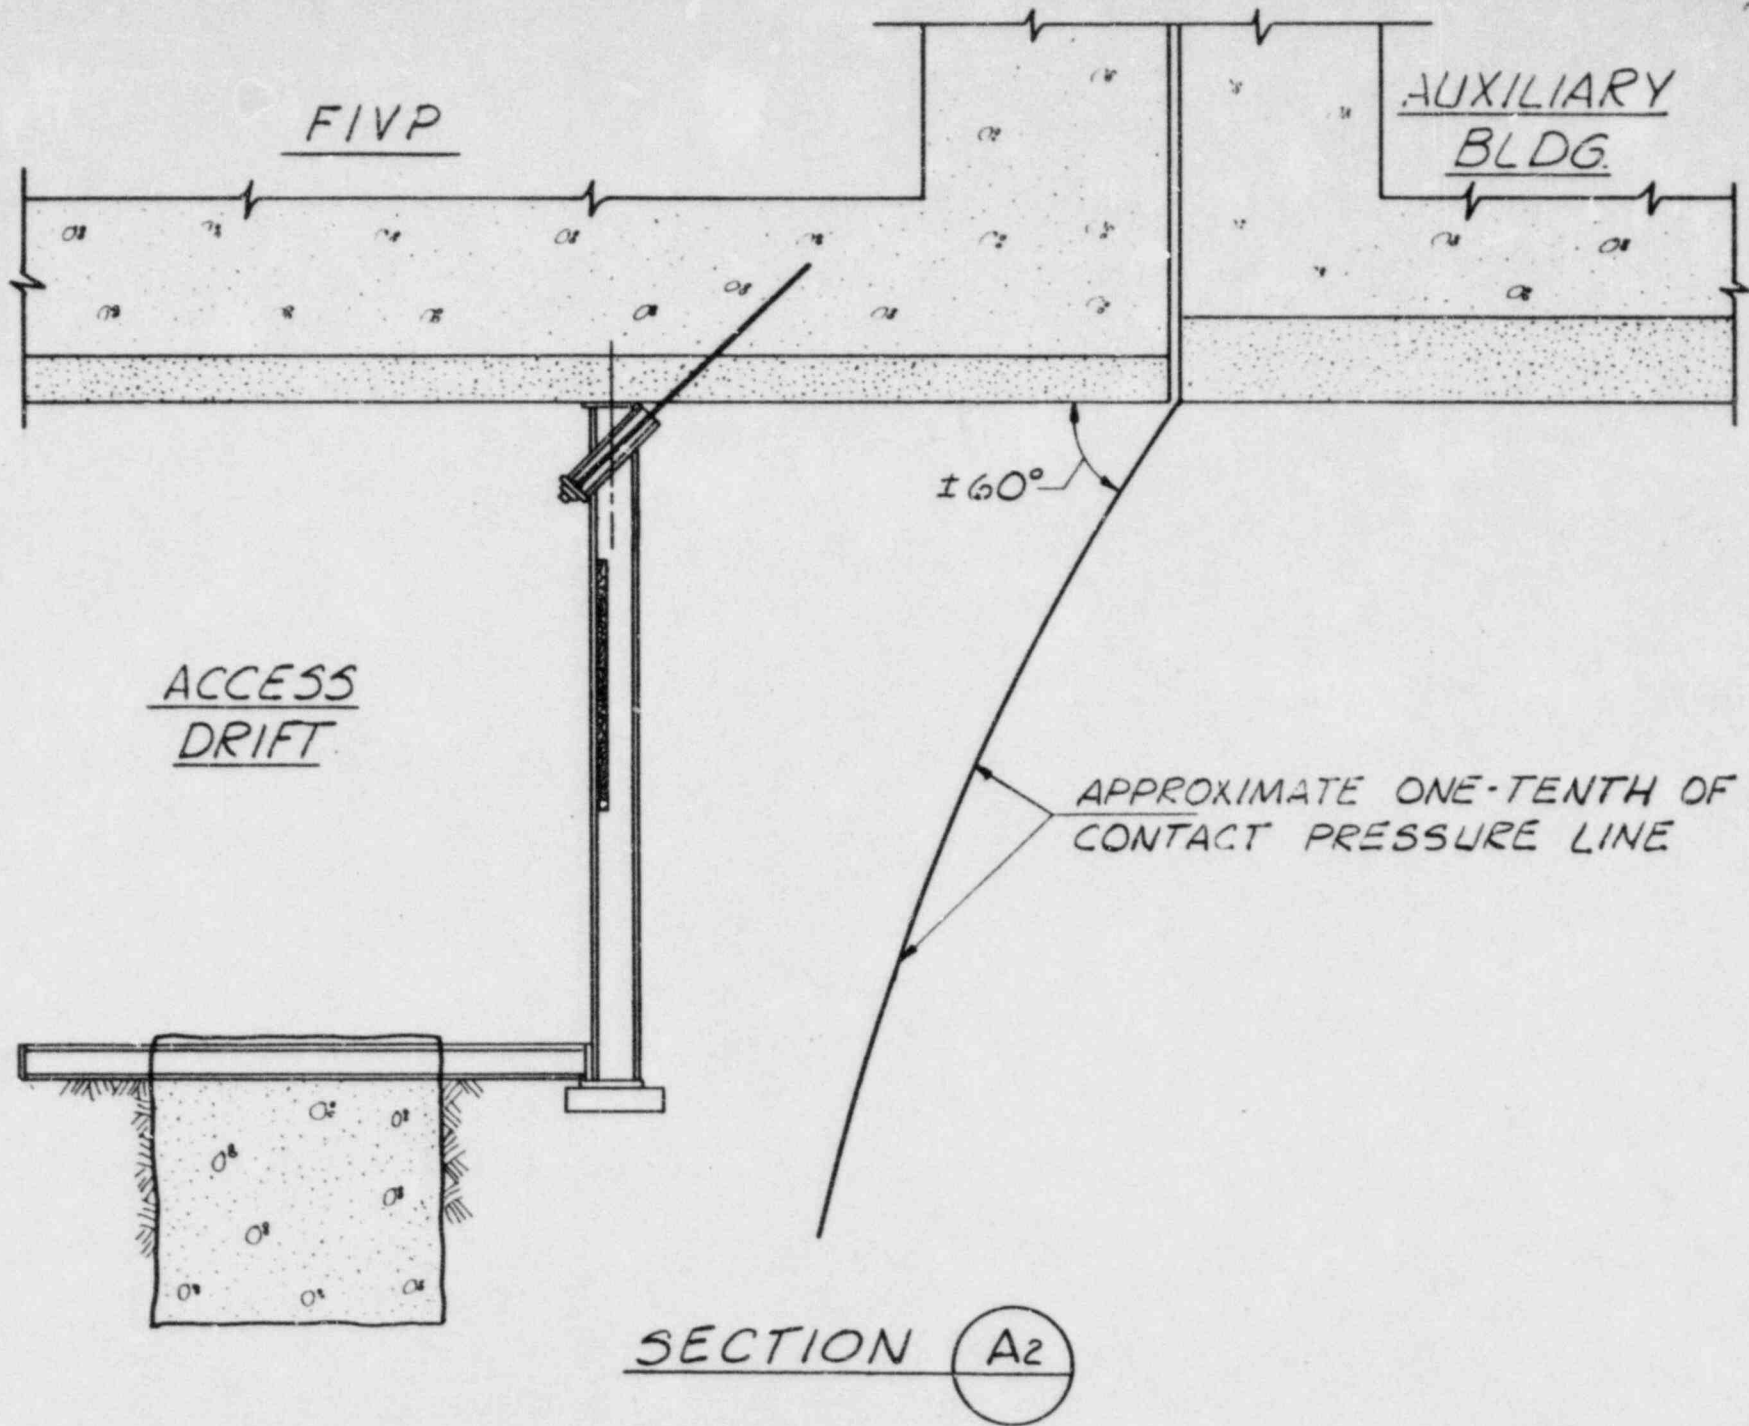 FIVP
AUXILIARY
BLDG.
±60°
ACCESS
DRIFT
APPROXIMATE ONE-TENTH OF
CONTACT PRESSURE LINE
SECTION A2